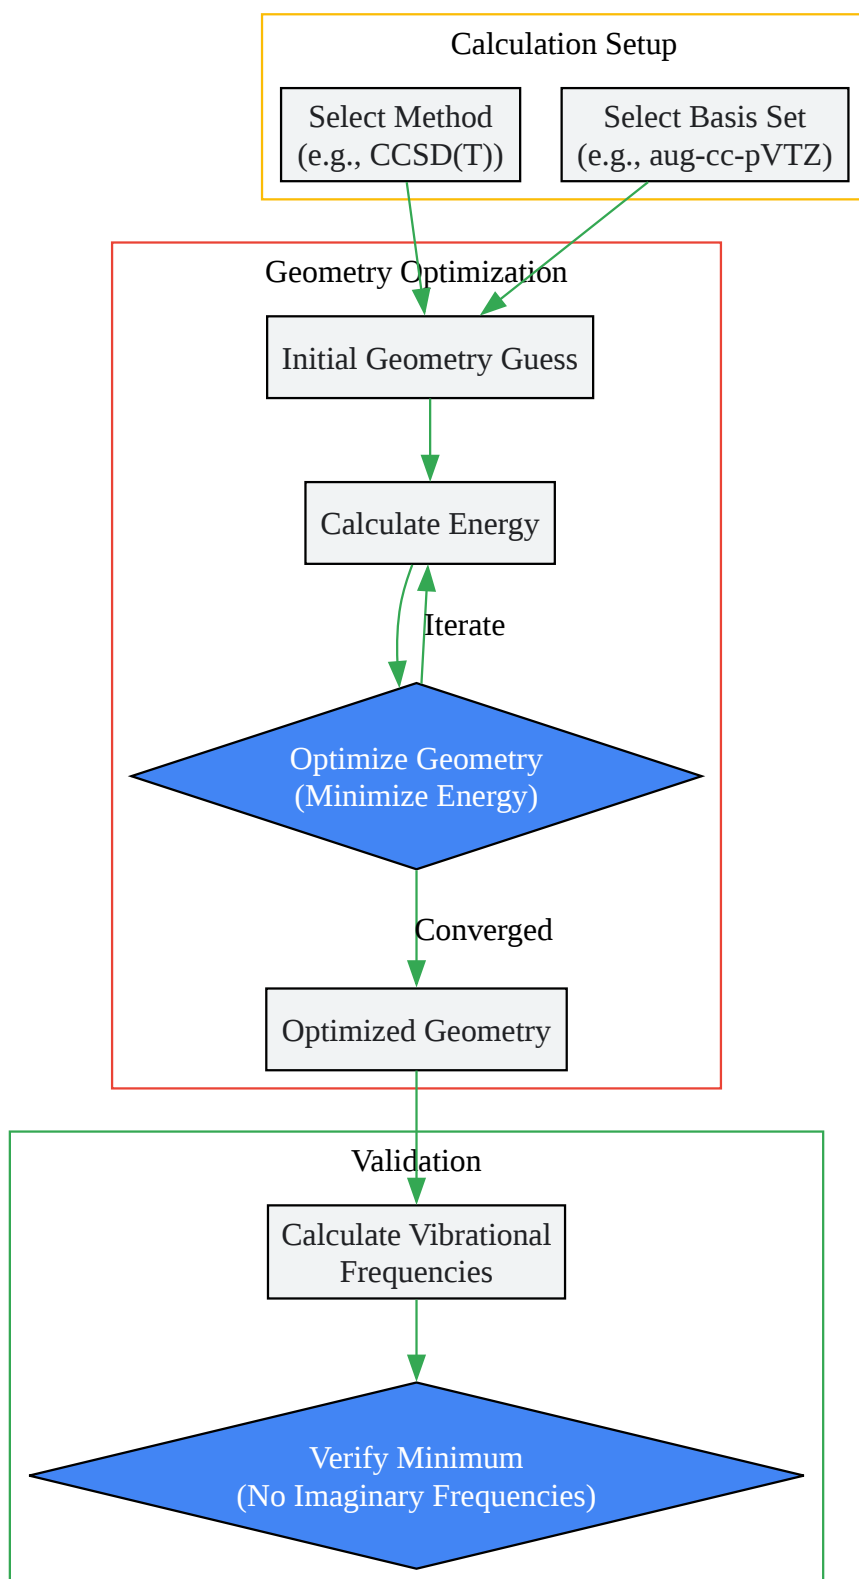 Calculation Setup
Select Method
(e.g., CCSD(T))
Select Basis Set
(e.g., aug-cc-pVTZ)
Geometry Optimization
Initial Geometry Guess
Calculate Energy
Iterate
Optimize Geometry
(Minimize Energy)
Converged
Optimized Geometry
Validation
Calculate Vibrational
Frequencies
Verify Minimum
(No Imaginary Frequencies)